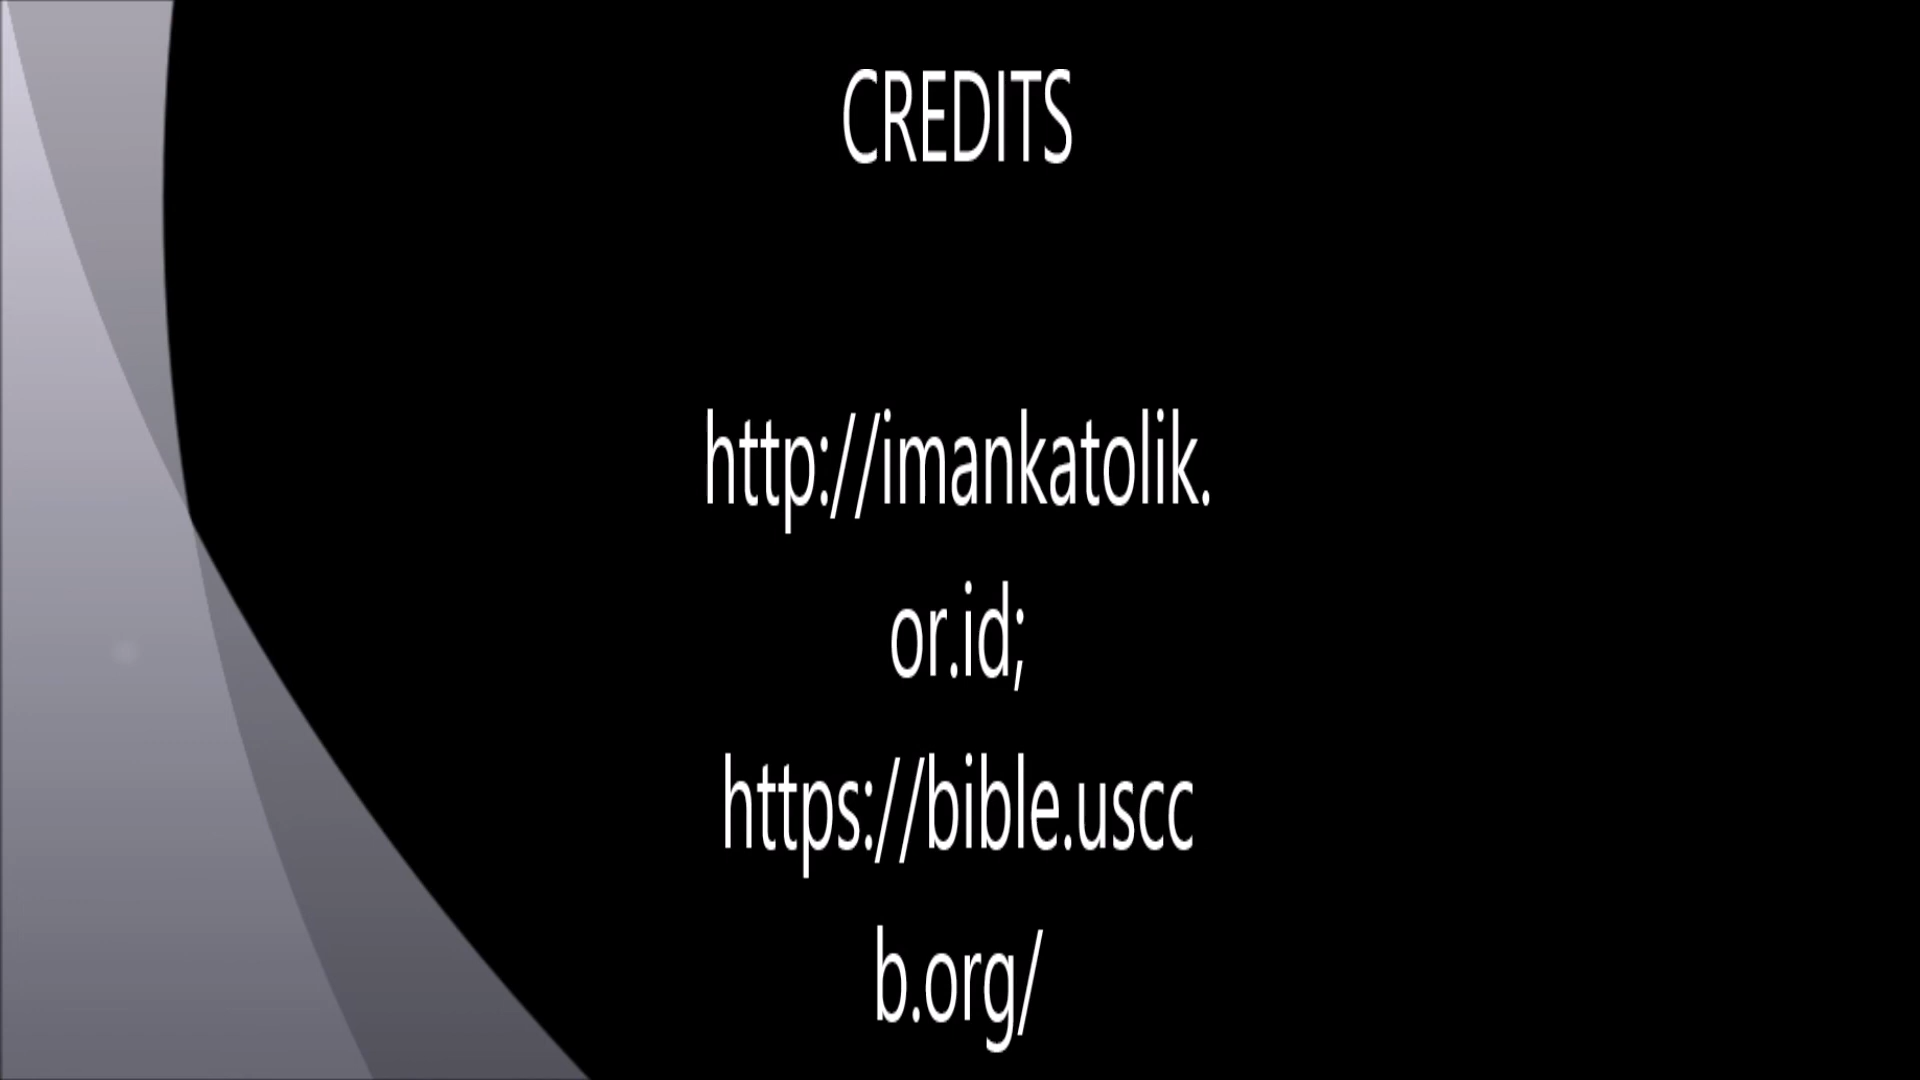 CREDITS
http://imankatolik.
or.id;
https://bible.uscc
b.org/